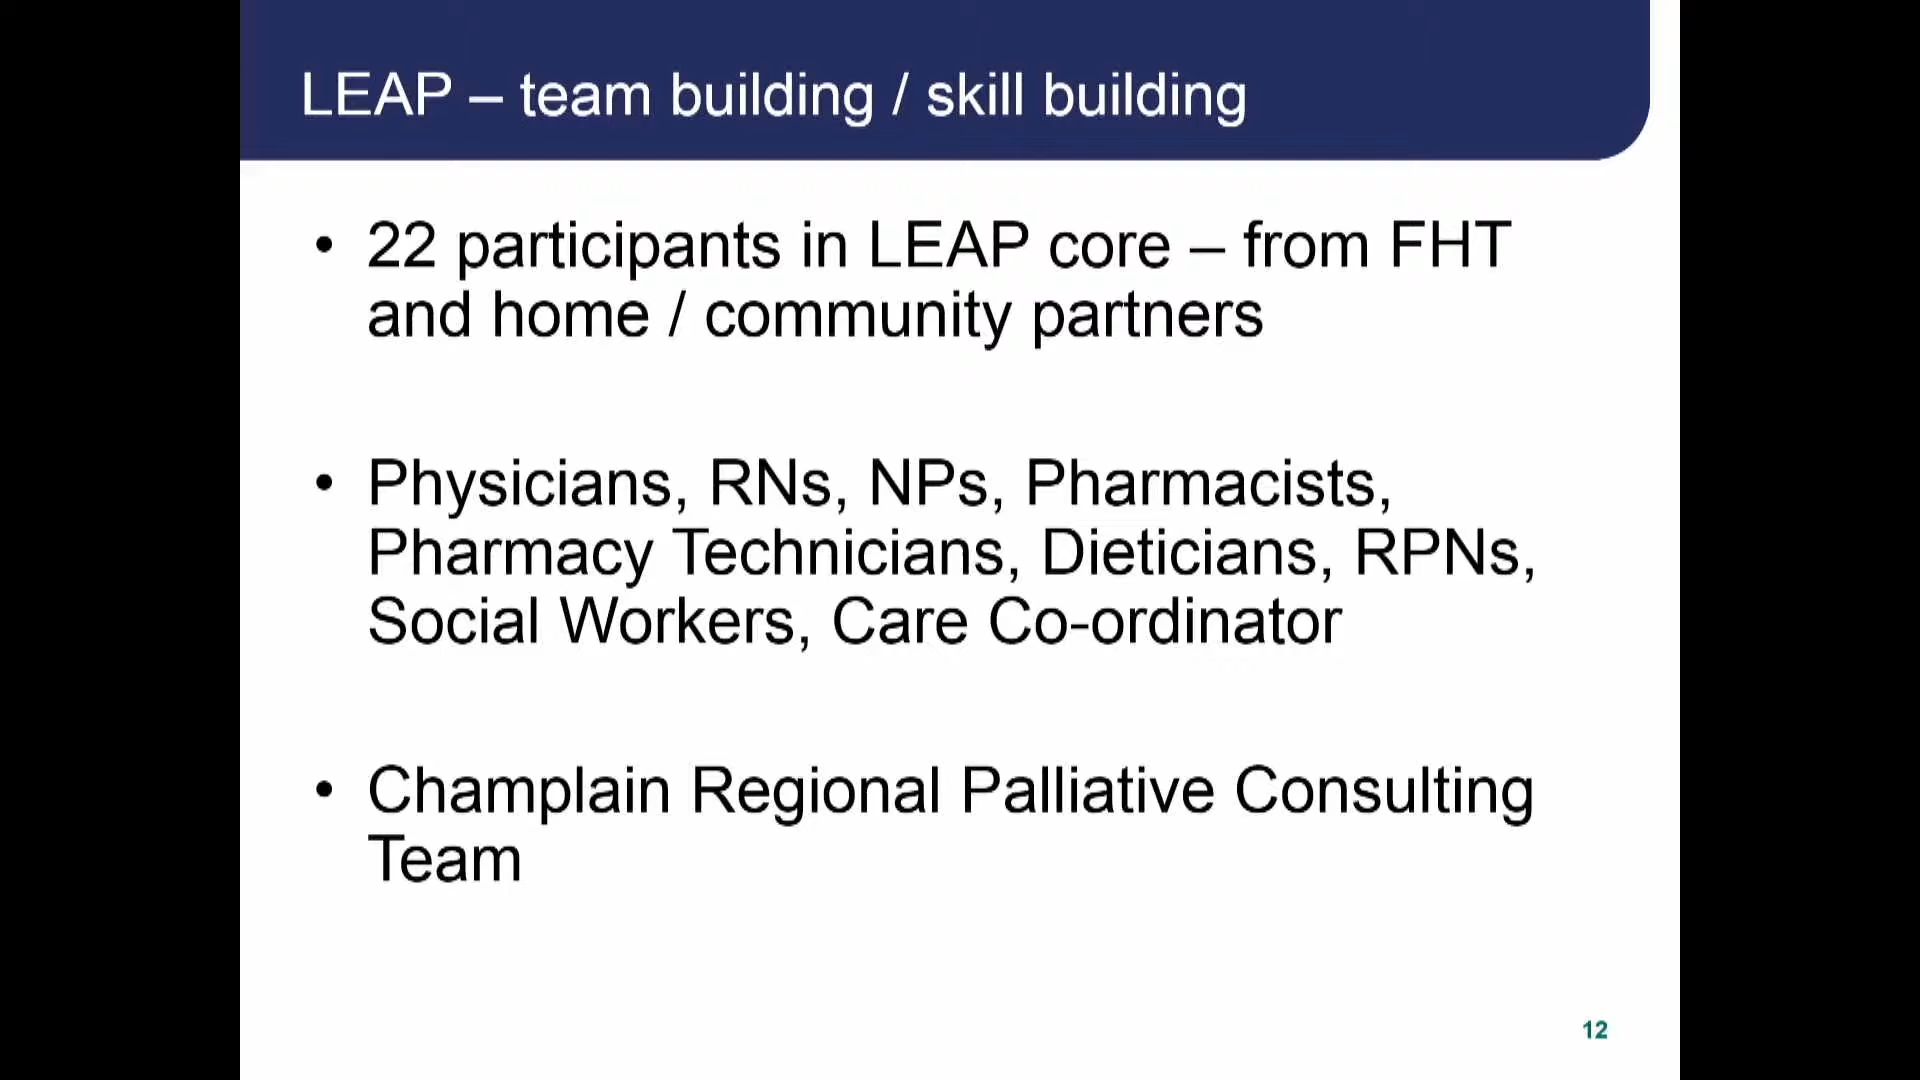 LEAP – team building / skill building
• 22 participants in LEAP core – from FHT
and home / community partners
• Physicians, RNs, NPs, Pharmacists,
Pharmacy Technicians, Dieticians, RPNs,
Social Workers, Care Co-ordinator
• Champlain Regional Palliative Consulting
Team
12